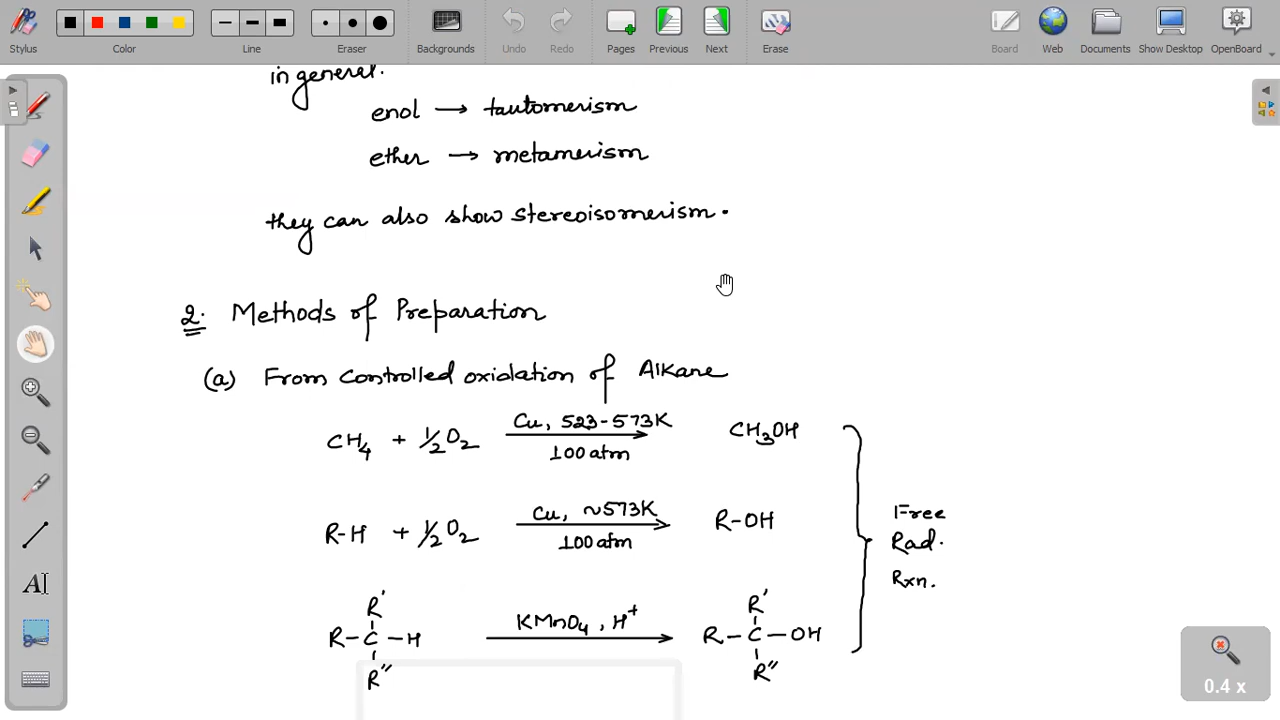 Stylus
Color
Line
Eraser
Backgrounds
Undo
Redo
Pages
Previous
Next
Erase
Board
Web
Documents
Show Desktop
OpenBoard
in general.
enol → tautomerism
ether → metamerism
they can also show stereoisomerism.
2. Methods of Preparation
(a) From Controlled oxidation of Alkane
CH₄ + ½O₂ Cu, 523-573K 100 atm → CH₃OH
R-H + ½O₂ Cu, ~573K 100 atm → R-OH
Free
Rad.
Rxn.
R' R'
R-C-H KMnO₄, H⁺ → R-C-OH
R'' R''
AI
0.4 x